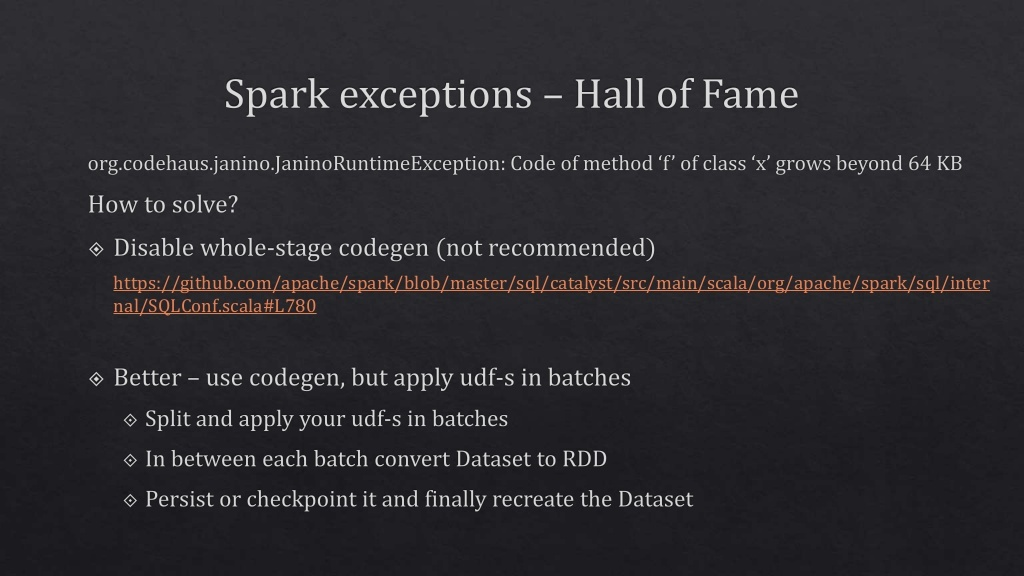 Spark exceptions – Hall of Fame
org.codehaus.janino.JaninoRuntimeException: Code of method ‘f’ of class ‘x’ grows beyond 64 KB
How to solve?
Disable whole-stage codegen (not recommended)
https://github.com/apache/spark/blob/master/sql/catalyst/src/main/scala/org/apache/spark/sql/inter
nal/SQLConf.scala#L780
Better – use codegen, but apply udf-s in batches
Split and apply your udf-s in batches
In between each batch convert Dataset to RDD
Persist or checkpoint it and finally recreate the Dataset